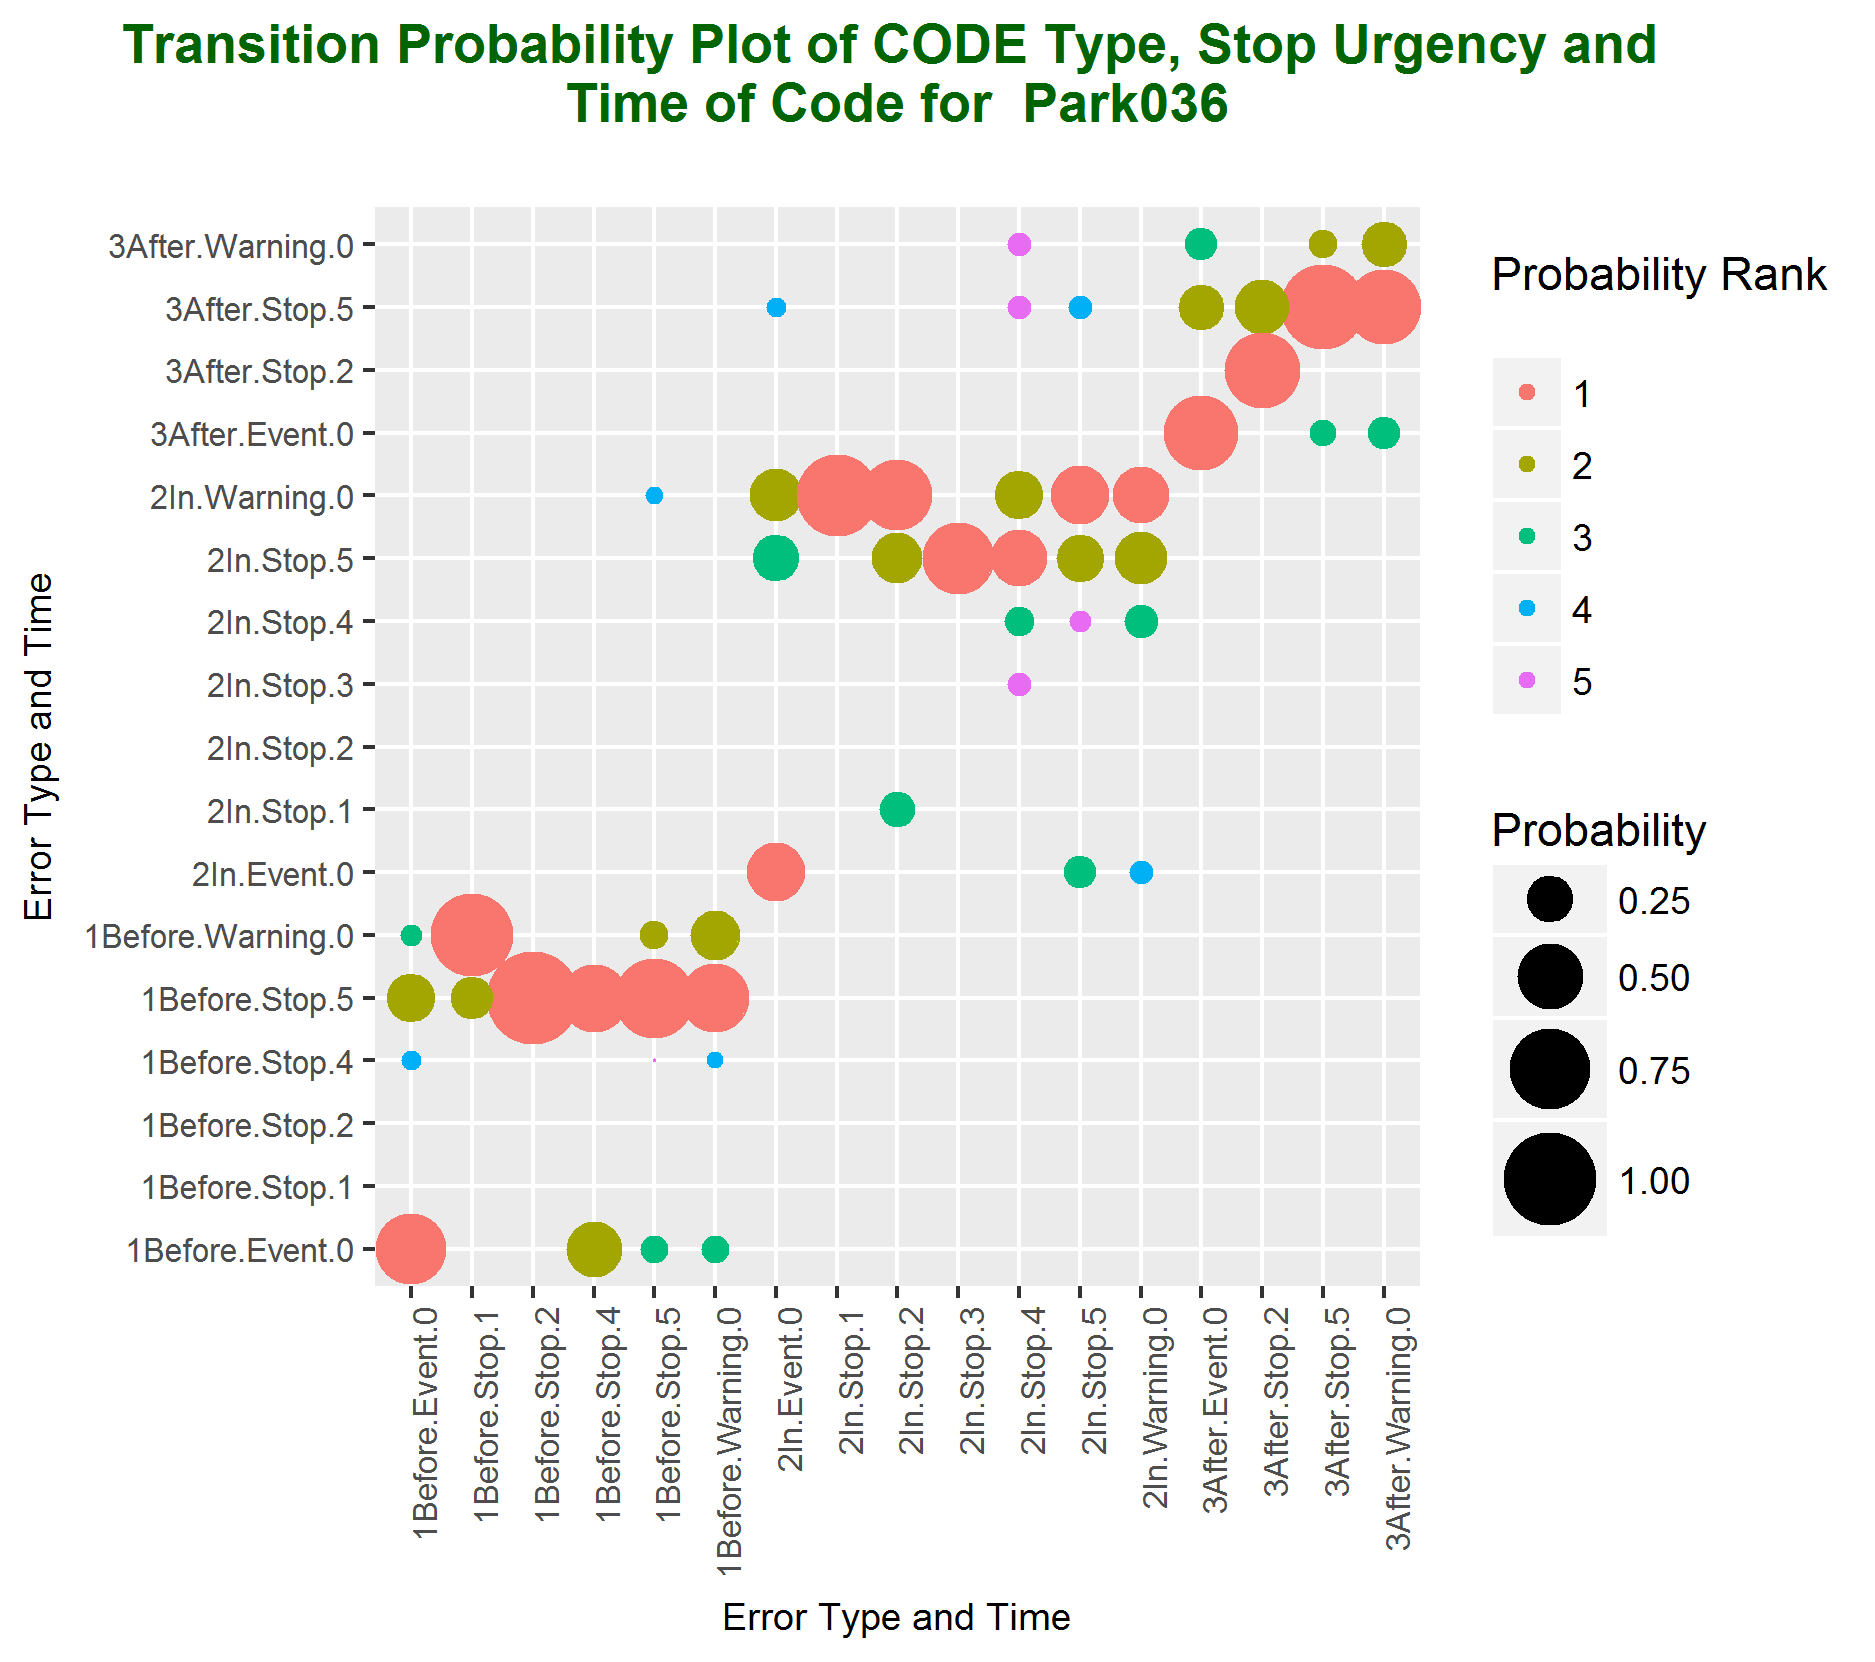 Transition Probability Plot of CODE Type, Stop Urgency and
Time of Code for  Park036
Error Type and Time
3After.Warning.0
3After.Stop.5
3After.Stop.2
3After.Event.0
2In.Warning.0
2In.Stop.5
2In.Stop.4
2In.Stop.3
2In.Stop.2
2In.Stop.1
2In.Event.0
1Before.Warning.0
1Before.Stop.5
1Before.Stop.4
1Before.Stop.2
1Before.Stop.1
1Before.Event.0
1Before.Event.0
1Before.Stop.1
1Before.Stop.2
1Before.Stop.4
1Before.Stop.5
1Before.Warning.0
2In.Event.0
2In.Stop.1
2In.Stop.2
2In.Stop.3
2In.Stop.4
2In.Stop.5
2In.Warning.0
3After.Event.0
3After.Stop.2
3After.Stop.5
3After.Warning.0
Error Type and Time
Probability Rank
1
2
3
4
5
Probability
0.25
0.50
0.75
1.00